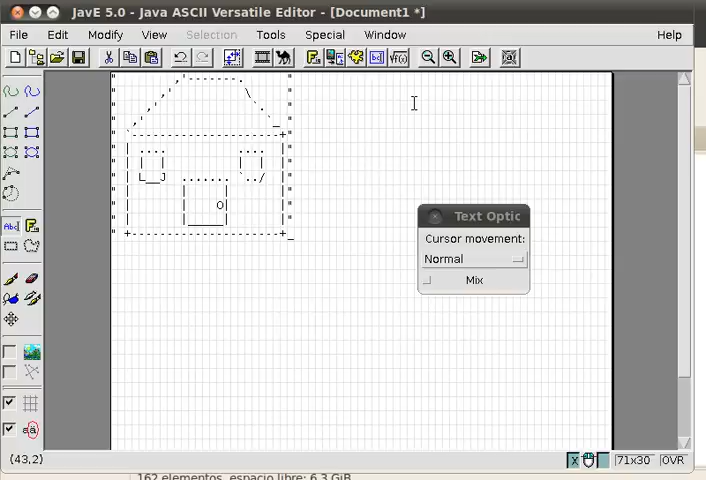 JavE 5.0 - Java ASCII Versatile Editor - [Document1 *]
File Edit Modify View Selection Tools Special Window Help
Text Optic
Cursor movement:
Normal
Mix
(43,2)
71x30
OVR
162 elementos, espacio libre: 6,3 GiB